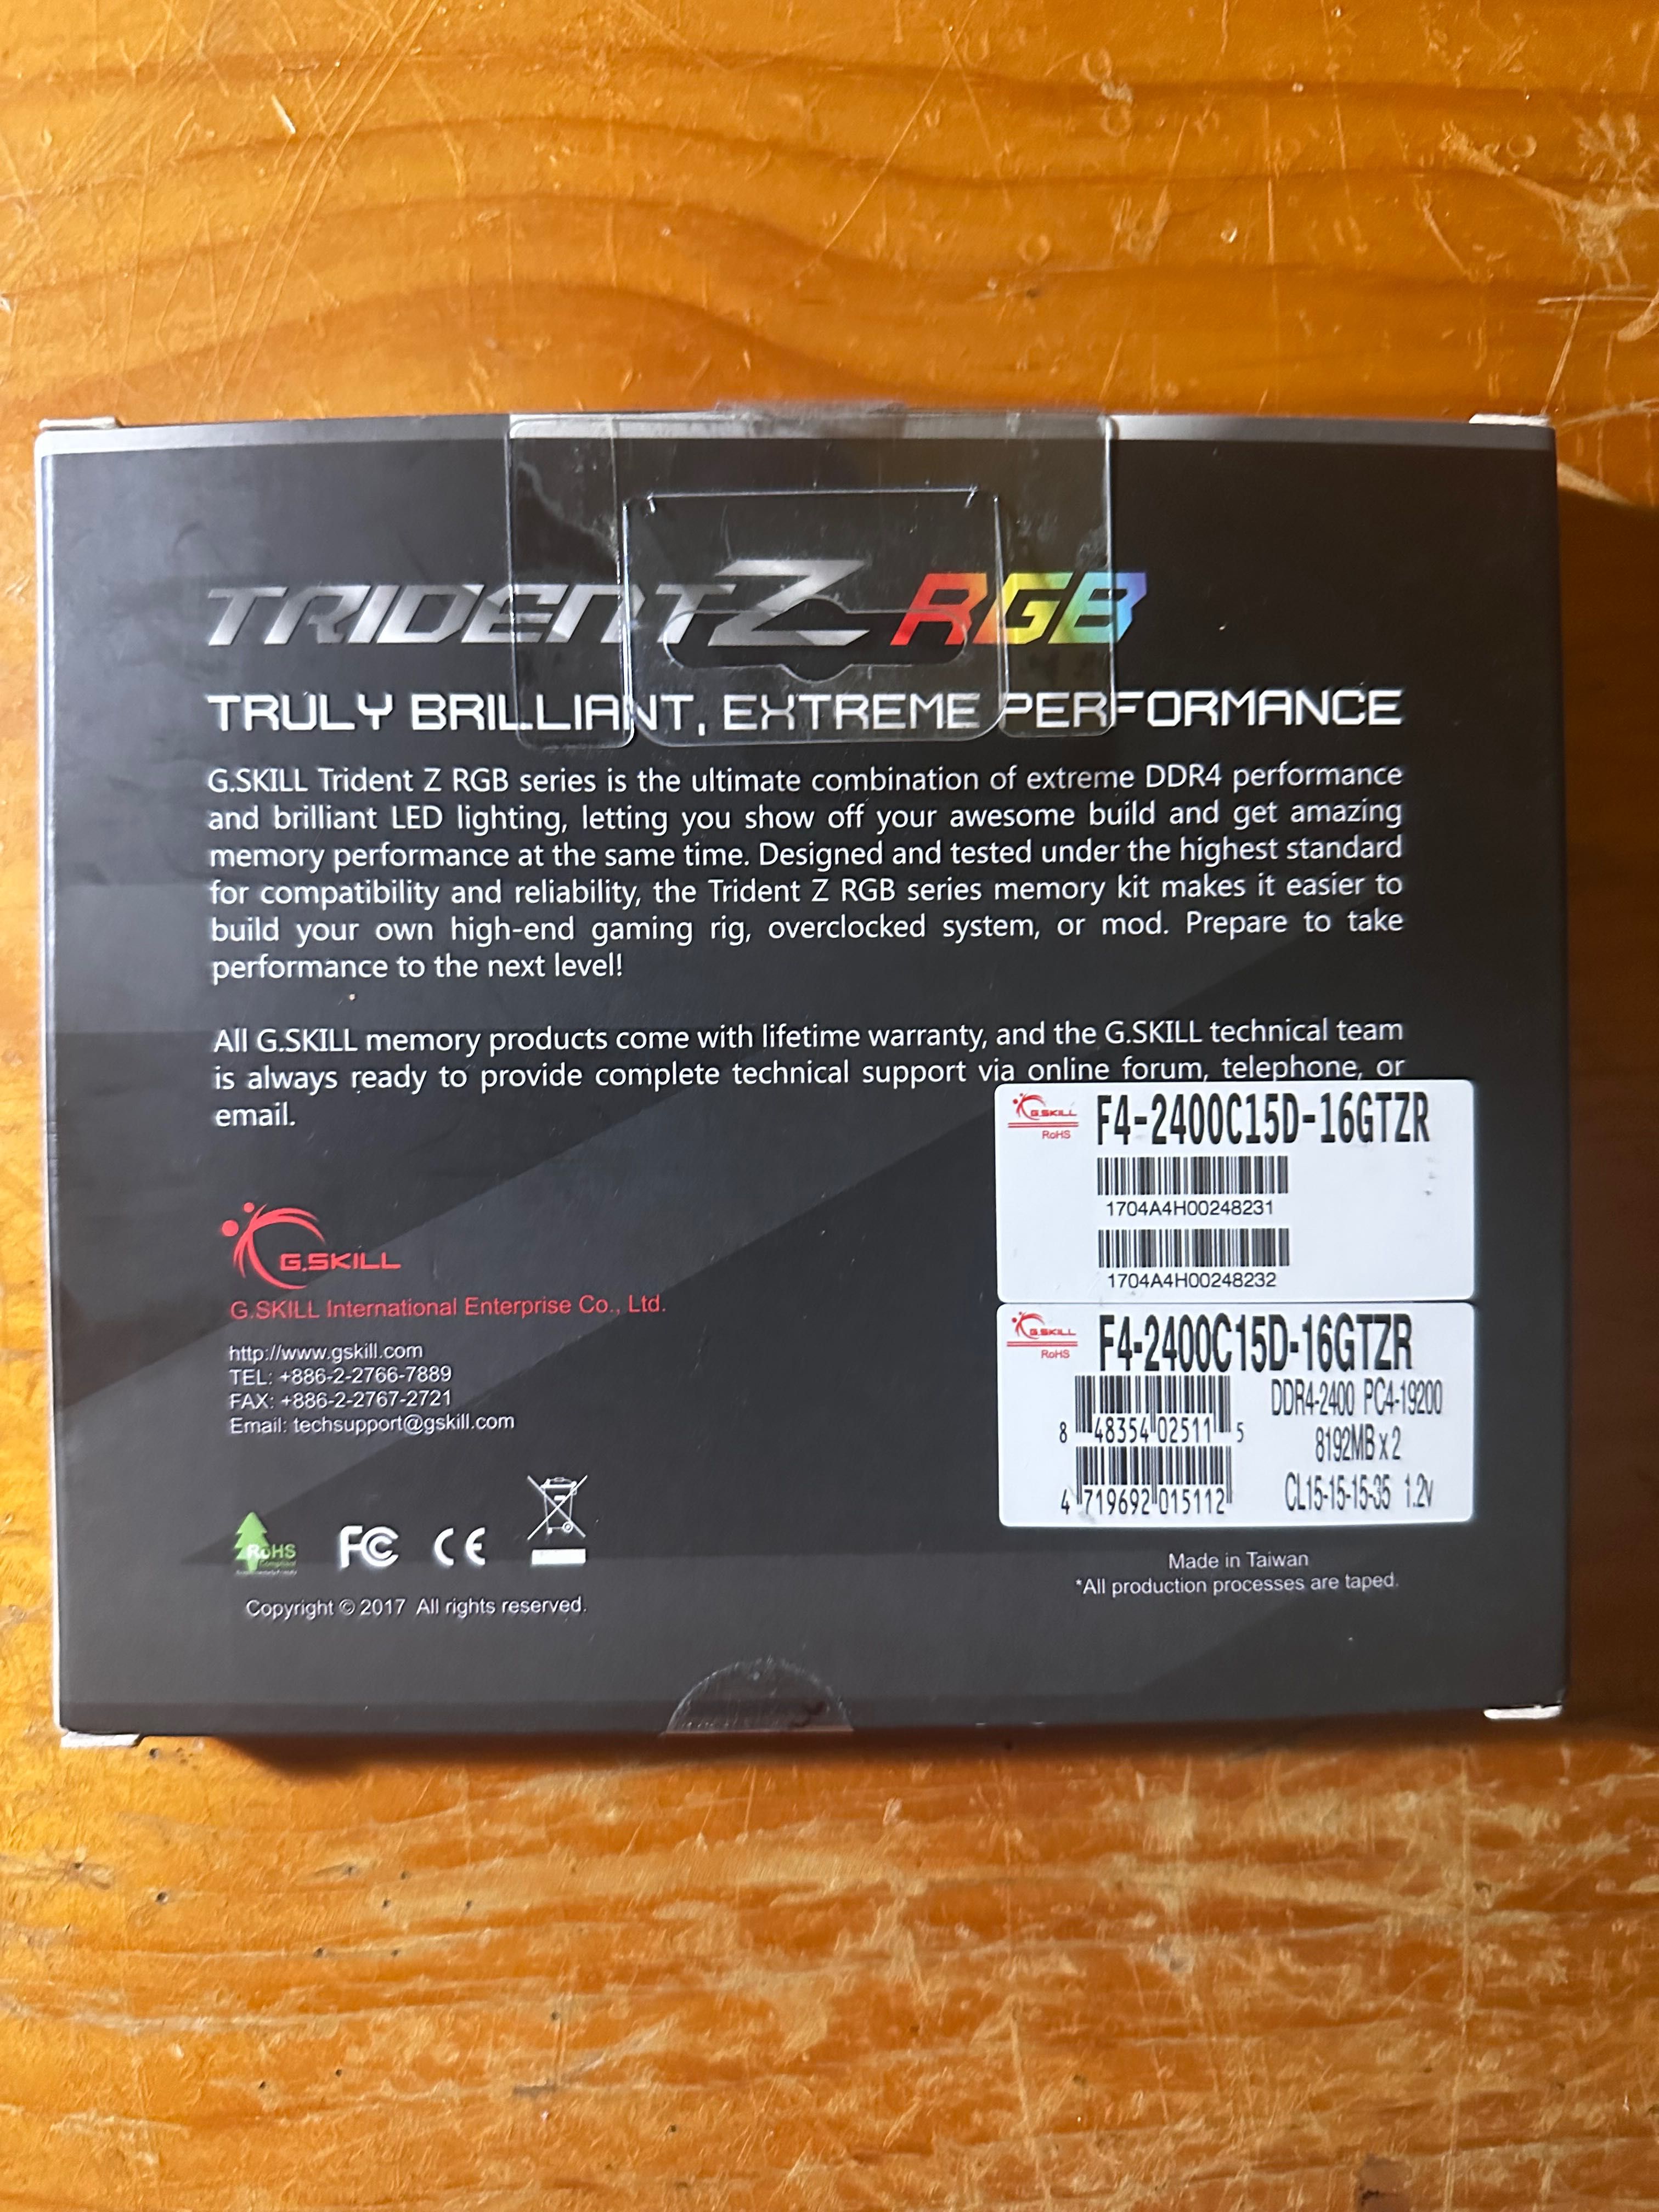 TRIDENTZ RGB
TRULY BRILLIANT, EXTREME PERFORMANCE
G.SKILL Trident Z RGB series is the ultimate combination of extreme DDR4 performance
and brilliant LED lighting, letting you show off your awesome build and get amazing
memory performance at the same time. Designed and tested under the highest standard
for compatibility and reliability, the Trident Z RGB series memory kit makes it easier to
build your own high-end gaming rig, overclocked system, or mod. Prepare to take
performance to the next level!
All G.SKILL memory products come with lifetime warranty, and the G.SKILL technical team
is always ready to provide complete technical support via online forum, telephone, or
email.
G.SKILL
RoHS
F4-2400C15D-16GTZR
1704A4H00248231
1704A4H00248232
G.SKILL
RoHS
F4-2400C15D-16GTZR
DDR4-2400 PC4-19200
8 48354 02511 5
8192MB x 2
4 719692 015112
CL15-15-15-35 1.2v
G.SKILL
G.SKILL International Enterprise Co., Ltd.
http://www.gskill.com
TEL: +886-2-2766-7889
FAX: +886-2-2767-2721
Email: techsupport@gskill.com
RoHS
FC CE
Copyright © 2017 All rights reserved.
Made in Taiwan
*All production processes are taped.